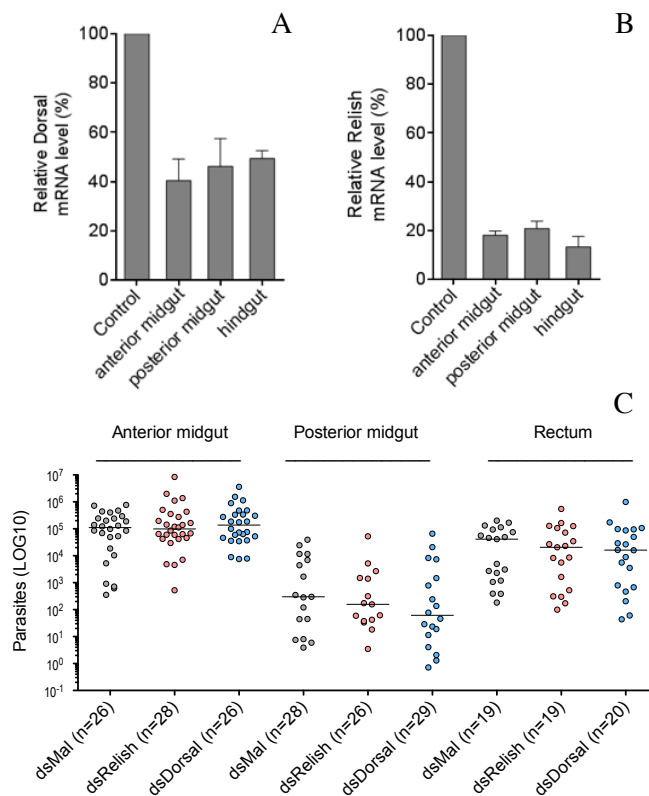 A
Relative Dorsal
mRNA level (%)
100
80
60
40
20
0
Control
anterior midgut
posterior midgut
hindgut
B
Relative Relish
mRNA level (%)
100
80
60
40
20
0
Control
anterior midgut
posterior midgut
hindgut
C
Anterior midgut
Posterior midgut
Rectum
Parasites (LOG10)
10^7
10^6
10^5
10^4
10^3
10^2
10^1
10^0
10^-1
dsMal (n=26)
dsRelish (n=28)
dsDorsal (n=26)
dsMal (n=28)
dsRelish (n=26)
dsDorsal (n=29)
dsMal (n=19)
dsRelish (n=19)
dsDorsal (n=20)